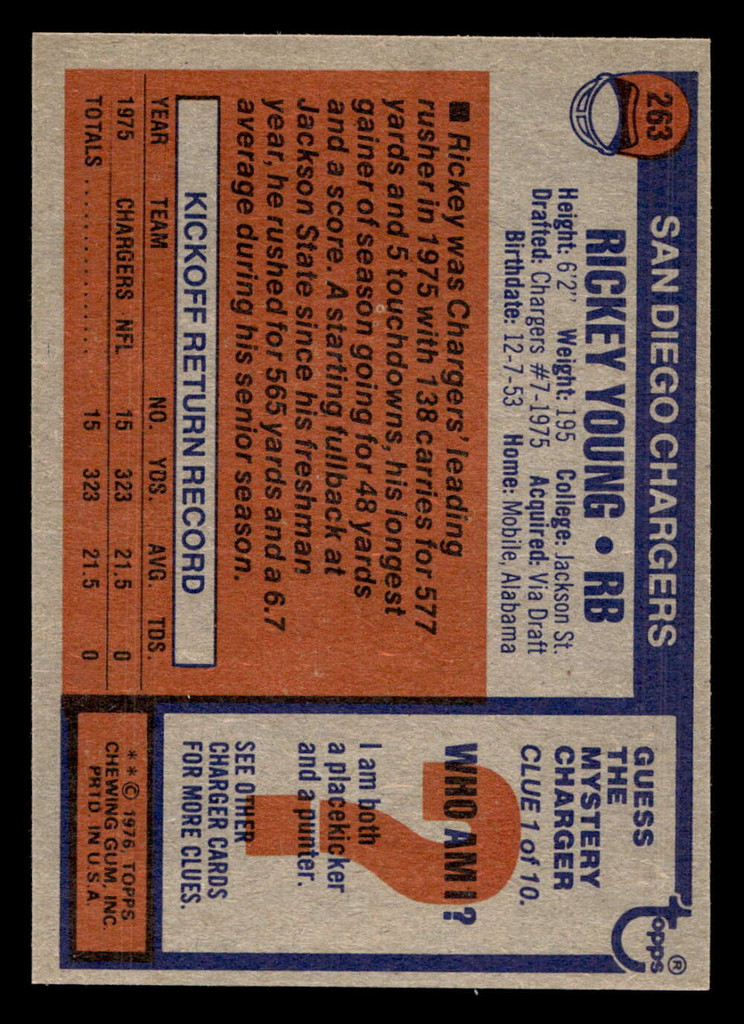 263
SAN DIEGO CHARGERS
RICKEY YOUNG • RB
Height: 6'2" Weight: 195 College: Jackson St.
Drafted: Chargers #7-1975 Acquired: Via Draft
Birthdate: 12-7-53 Home: Mobile, Alabama
■ Rickey was Chargers' leading
rusher in 1975 with 138 carries for 577
yards and 5 touchdowns, his longest
gainer of season going for 48 yards
and a score. A starting fullback at
Jackson State since his freshman
year, he rushed for 565 yards and a 6.7
average during his senior season.
KICKOFF RETURN RECORD
YEAR TEAM NO. YDS. AVG. TDS.
1975 CHARGERS NFL 15 323 21.5 0
TOTALS ............ 15 323 21.5 0
topps®
GUESS
THE
MYSTERY
CHARGER
CLUE 1 of 10.
?
WHO AM I?
I am both
a placekicker
and a punter.
SEE OTHER
CHARGER CARDS
FOR MORE CLUES.
**© 1976 TOPPS
CHEWING GUM, INC.
PRTD. IN U.S.A.